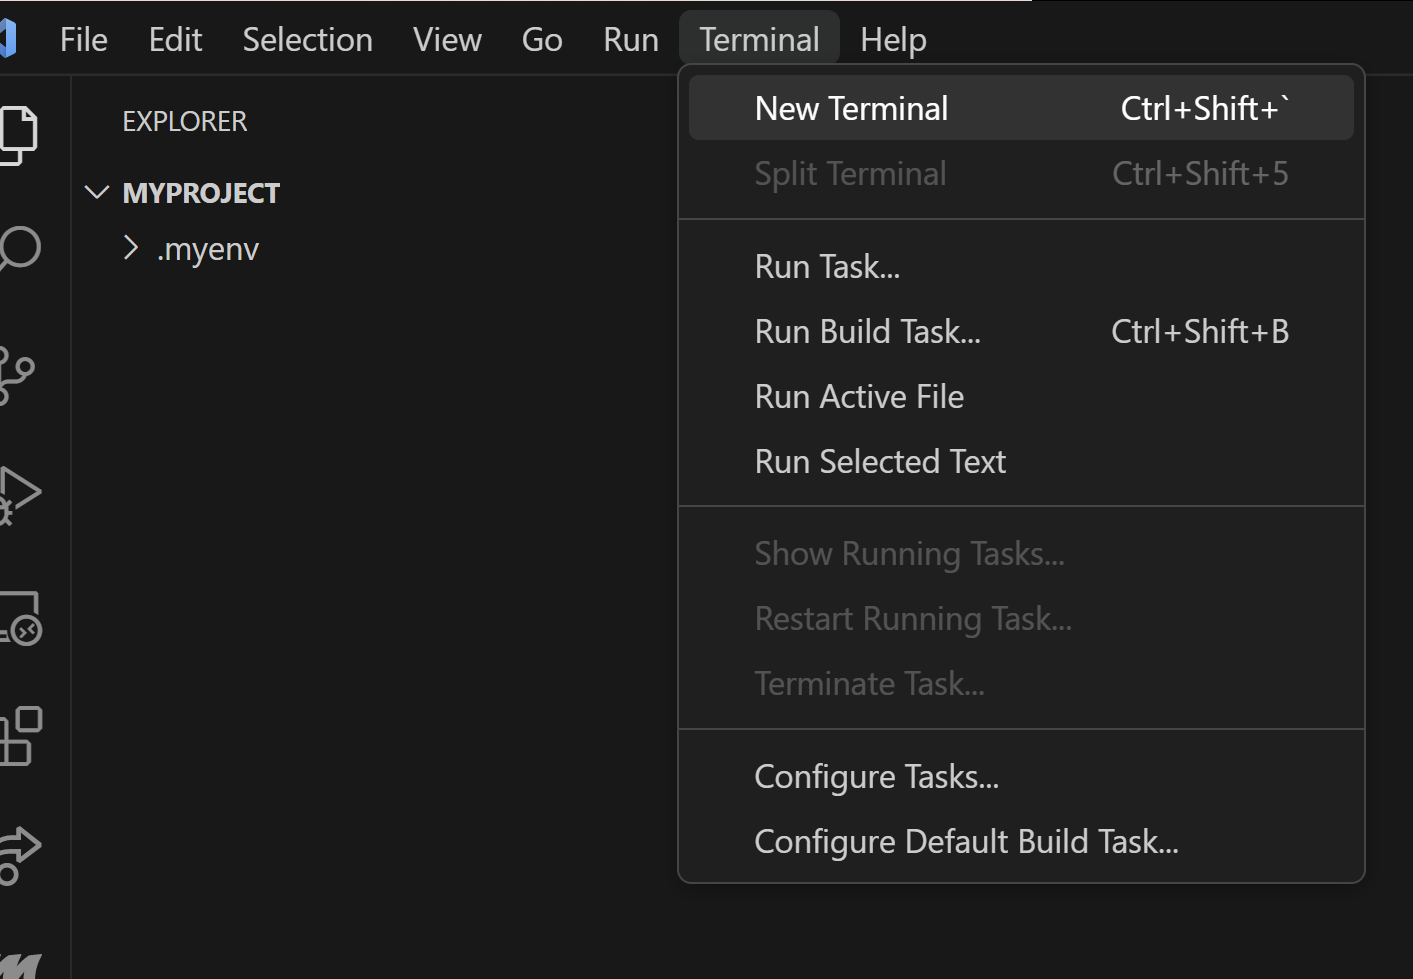 File Edit Selection View Go Run Terminal Help
EXPLORER
MYPROJECT
.myenv
New Terminal Ctrl+Shift+`
Split Terminal Ctrl+Shift+5
Run Task...
Run Build Task... Ctrl+Shift+B
Run Active File
Run Selected Text
Show Running Tasks...
Restart Running Task...
Terminate Task...
Configure Tasks...
Configure Default Build Task...